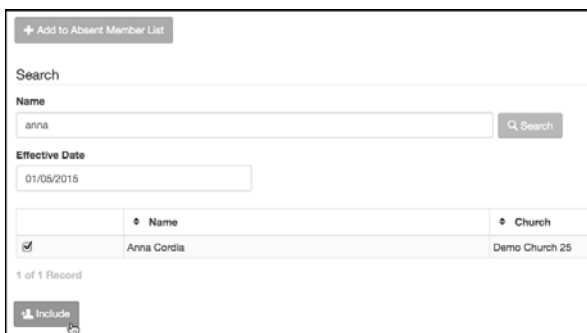 + Add to Absent Member List
Search
Name
anna
Search
Effective Date
01/05/2015
Name Church
Anna Cordia Demo Church 25
1 of 1 Record
Include